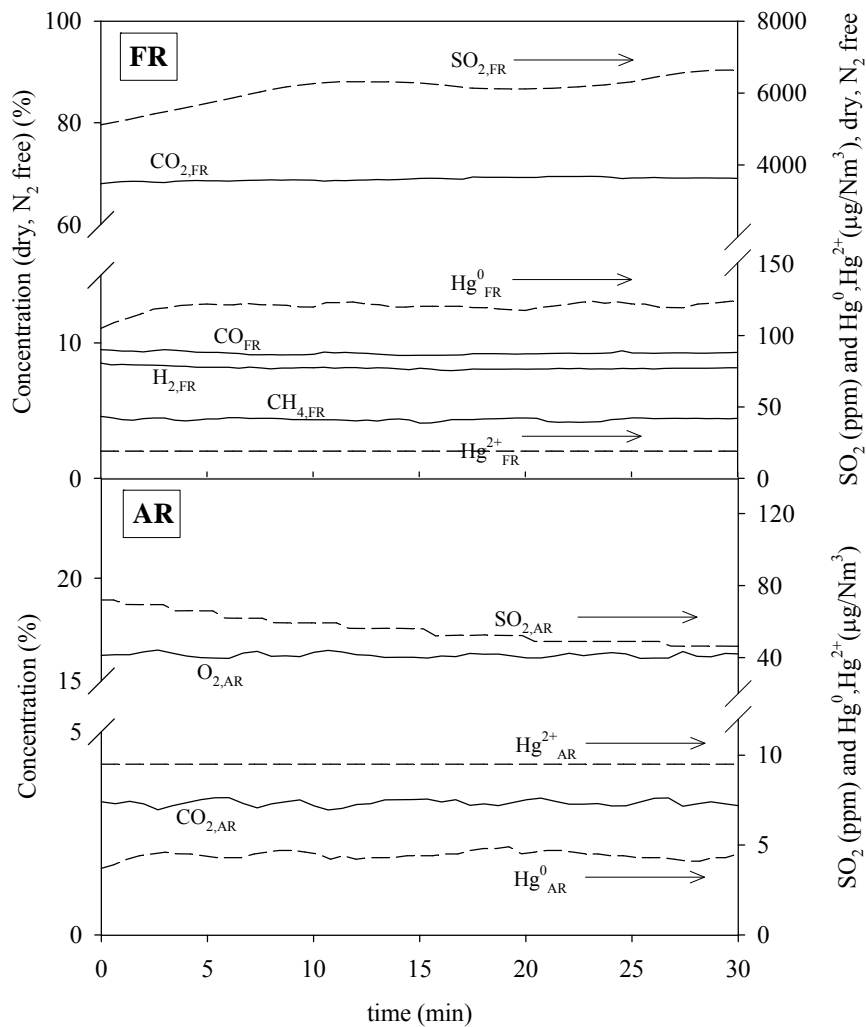 100
80
60
10
0
Concentration (dry, N₂ free) (%)
FR
SO₂,FR
CO₂,FR
Hg⁰FR
COFR
H₂,FR
CH₄,FR
Hg²⁺FR
8000
6000
4000
150
100
50
0
SO₂ (ppm) and Hg⁰,Hg²⁺(µg/Nm³), dry, N₂ free
20
15
5
0
Concentration (%)
AR
SO₂,AR
O₂,AR
Hg²⁺AR
CO₂,AR
Hg⁰AR
120
80
40
10
5
0
SO₂ (ppm) and Hg⁰,Hg²⁺(µg/Nm³)
0 5 10 15 20 25 30
time (min)